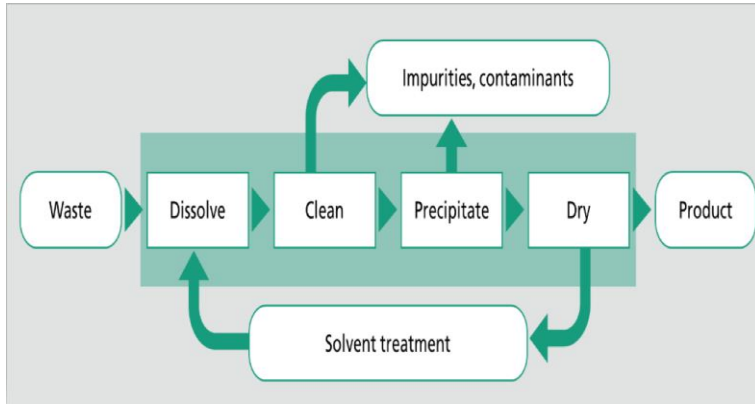 Impurities, contaminants
Waste
Dissolve
Clean
Precipitate
Dry
Product
Solvent treatment